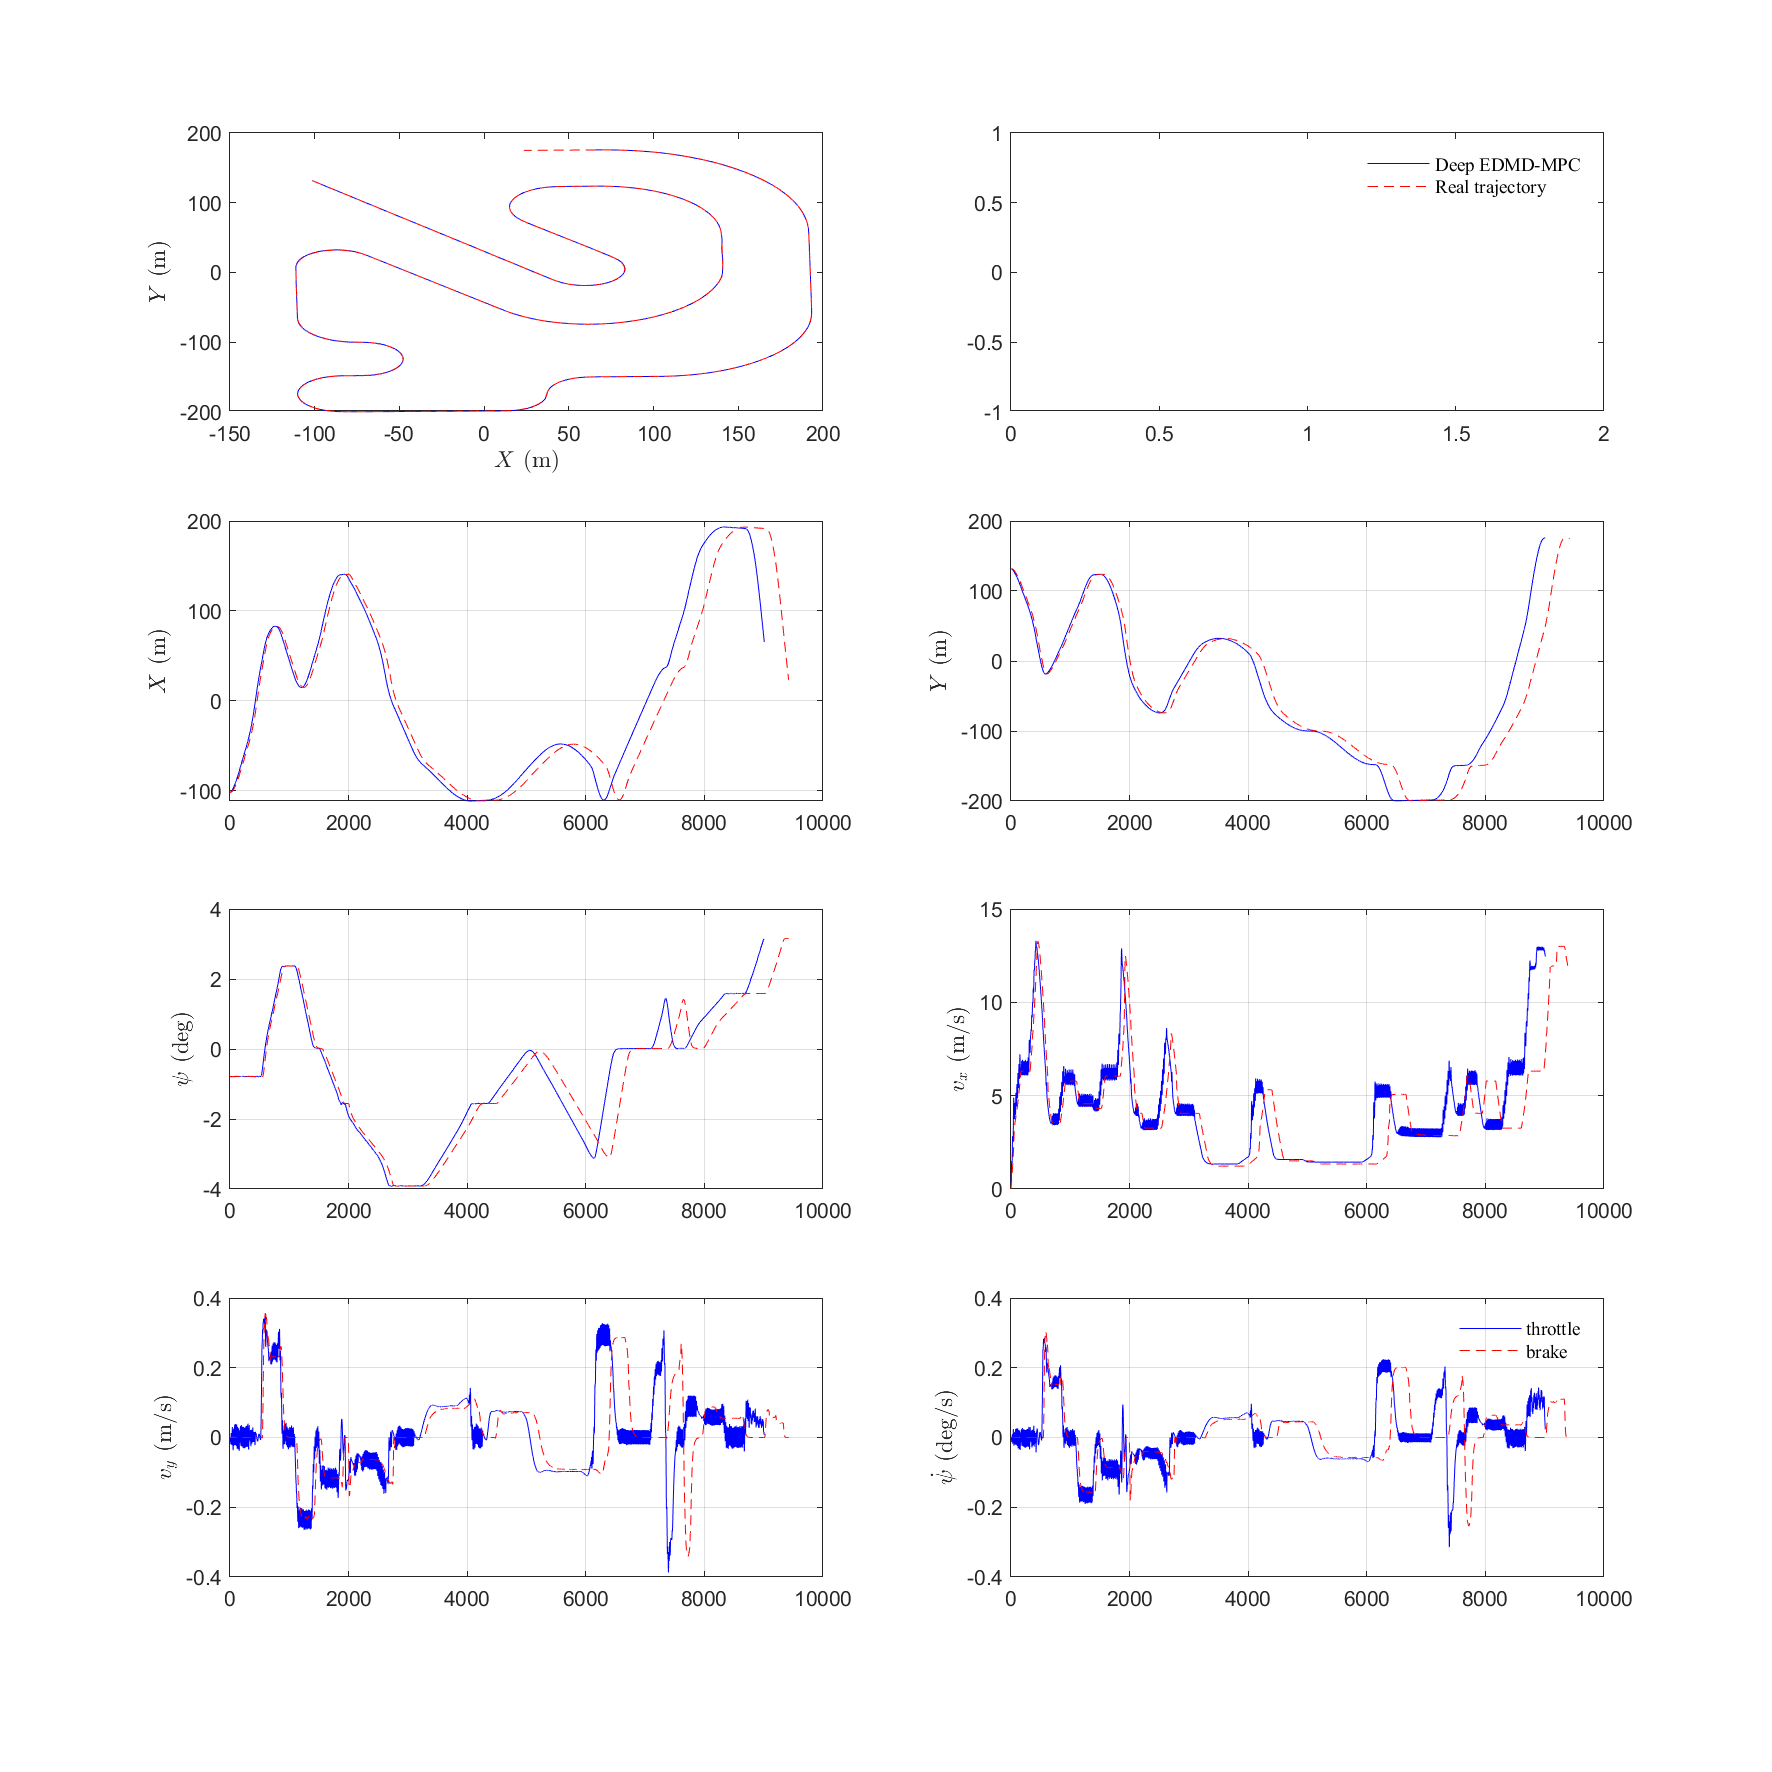 200
100
0
-100
-200
-150 -100 -50 0 50 100 150 200
X (m)
Y (m)
1
0.5
0
-0.5
-1
0 0.5 1 1.5 2
Deep EDMD-MPC
Real trajectory
200
100
0
-100
0 2000 4000 6000 8000 10000
X (m)
200
100
0
-100
-200
0 2000 4000 6000 8000 10000
Y (m)
4
2
0
-2
-4
0 2000 4000 6000 8000 10000
ψ (deg)
15
10
5
0
0 2000 4000 6000 8000 10000
v_x (m/s)
0.4
0.2
0
-0.2
-0.4
0 2000 4000 6000 8000 10000
v_y (m/s)
0.4
0.2
0
-0.2
-0.4
0 2000 4000 6000 8000 10000
ψ̇ (deg/s)
throttle
brake